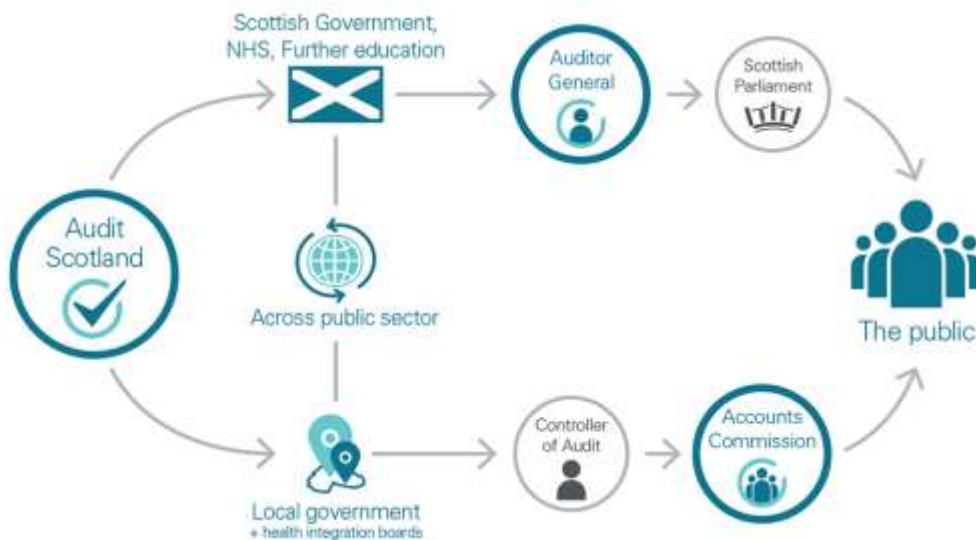 Scottish Government,
NHS, Further education
Auditor
General
Scottish
Parliament
Audit
Scotland
Across public sector
The public
Local government
+ health integration boards
Controller
of Audit
Accounts
Commission